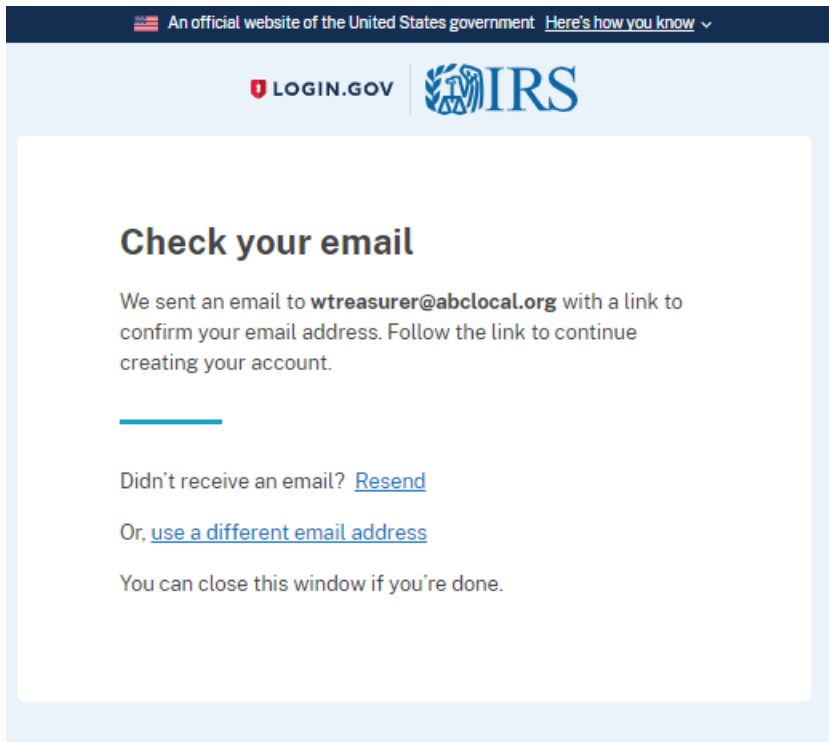 An official website of the United States government Here's how you know
LOGIN.GOV IRS
Check your email
We sent an email to wtreasurer@abclocal.org with a link to
confirm your email address. Follow the link to continue
creating your account.
Didn't receive an email? Resend
Or, use a different email address
You can close this window if you're done.